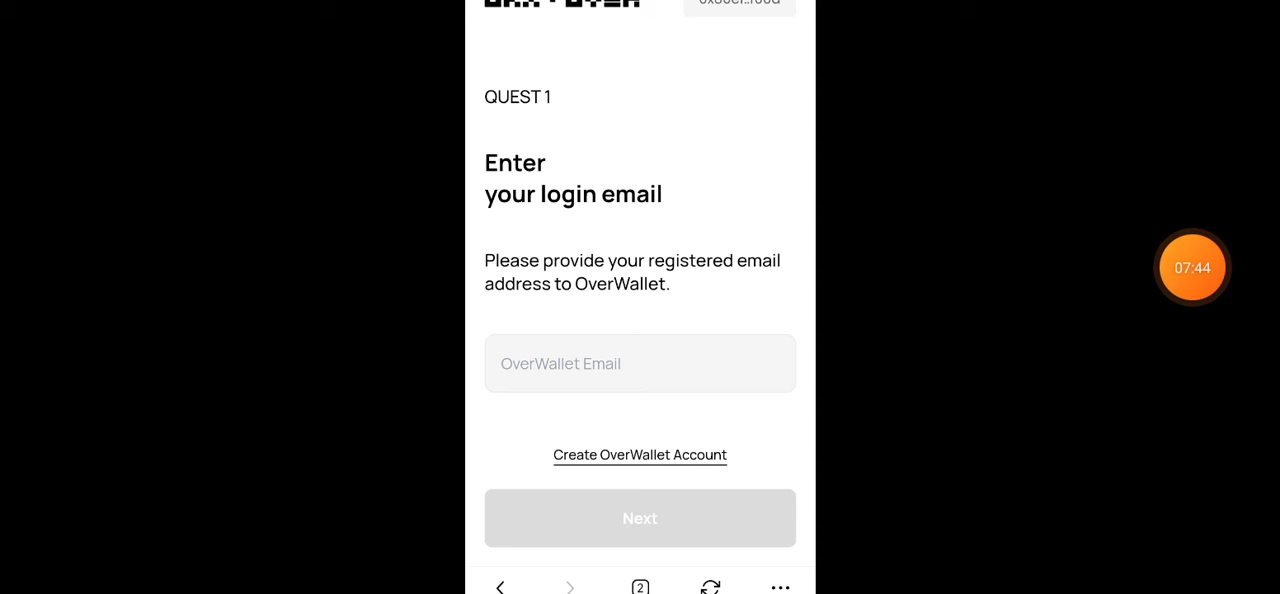 QUEST 1
Enter
your login email
Please provide your registered email
address to OverWallet.
OverWallet Email
Create OverWallet Account
Next
2
07:44